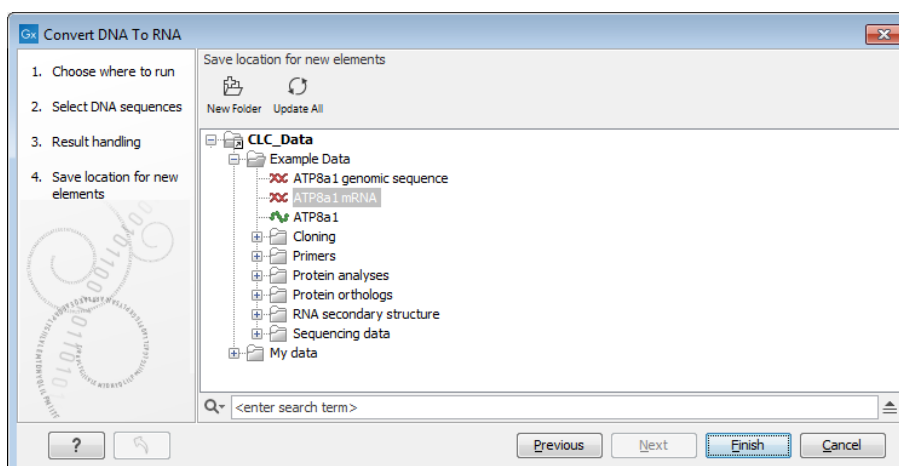 Gx Convert DNA To RNA
1. Choose where to run
2. Select DNA sequences
3. Result handling
4. Save location for new
elements
Save location for new elements
New Folder Update All
CLC_Data
Example Data
ATP8a1 genomic sequence
ATP8a1 mRNA
ATP8a1
Cloning
Primers
Protein analyses
Protein orthologs
RNA secondary structure
Sequencing data
My data
<enter search term>
? Previous Next Finish Cancel